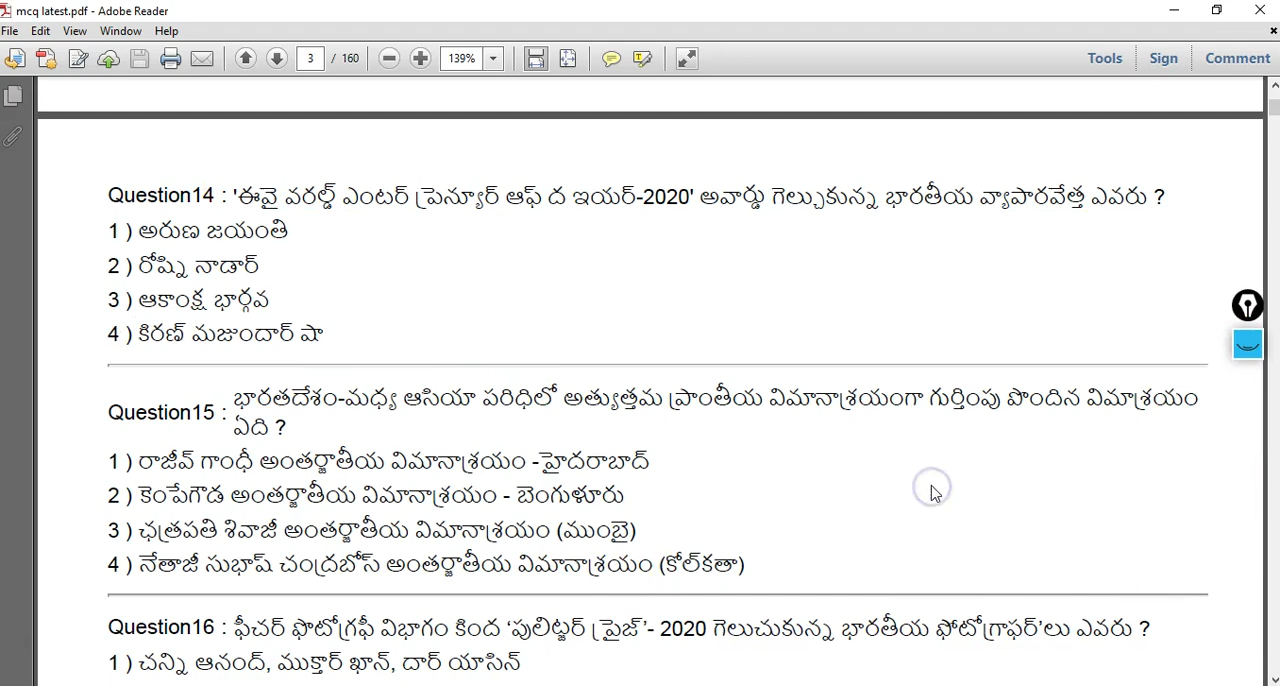 mcq latest.pdf - Adobe Reader
File Edit View Window Help
3 / 160 139% Tools Sign Comment
Question14 : 'ఈవై వరల్డ్ ఎంటర్ ప్రెన్యూర్ ఆఫ్ ద ఇయర్-2020' అవార్డు గెల్చుకున్న భారతీయ వ్యాపారవేత్త ఎవరు ?
1 ) అరుణ జయంతి
2 ) రోష్ని నాడార్
3 ) ఆకాంక్ష భార్గవ
4 ) కిరణ్ మజుందార్ షా
భారతదేశం-మధ్య ఆసియా పరిధిలో అత్యుత్తమ ప్రాంతీయ విమానాశ్రయంగా గుర్తింపు పొందిన విమాశ్రయం
Question15 : ఏది ?
1 ) రాజీవ్ గాంధీ అంతర్జాతీయ విమానాశ్రయం -హైదరాబాద్
2 ) కెంపేగౌడ అంతర్జాతీయ విమానాశ్రయం - బెంగుళూరు
3 ) ఛత్రపతి శివాజీ అంతర్జాతీయ విమానాశ్రయం (ముంబై)
4 ) నేతాజీ సుభాష్ చంద్రబోస్ అంతర్జాతీయ విమానాశ్రయం (కోల్‌కతా)
Question16 : ఫీచర్ ఫొటోగ్రఫీ విభాగం కింద ‘పులిట్జర్ ప్రైజ్’- 2020 గెలుచుకున్న భారతీయ ఫోటోగ్రాఫర్’లు ఎవరు ?
1 ) చన్ని ఆనంద్, ముక్తార్ ఖాన్, దార్ యాసిన్